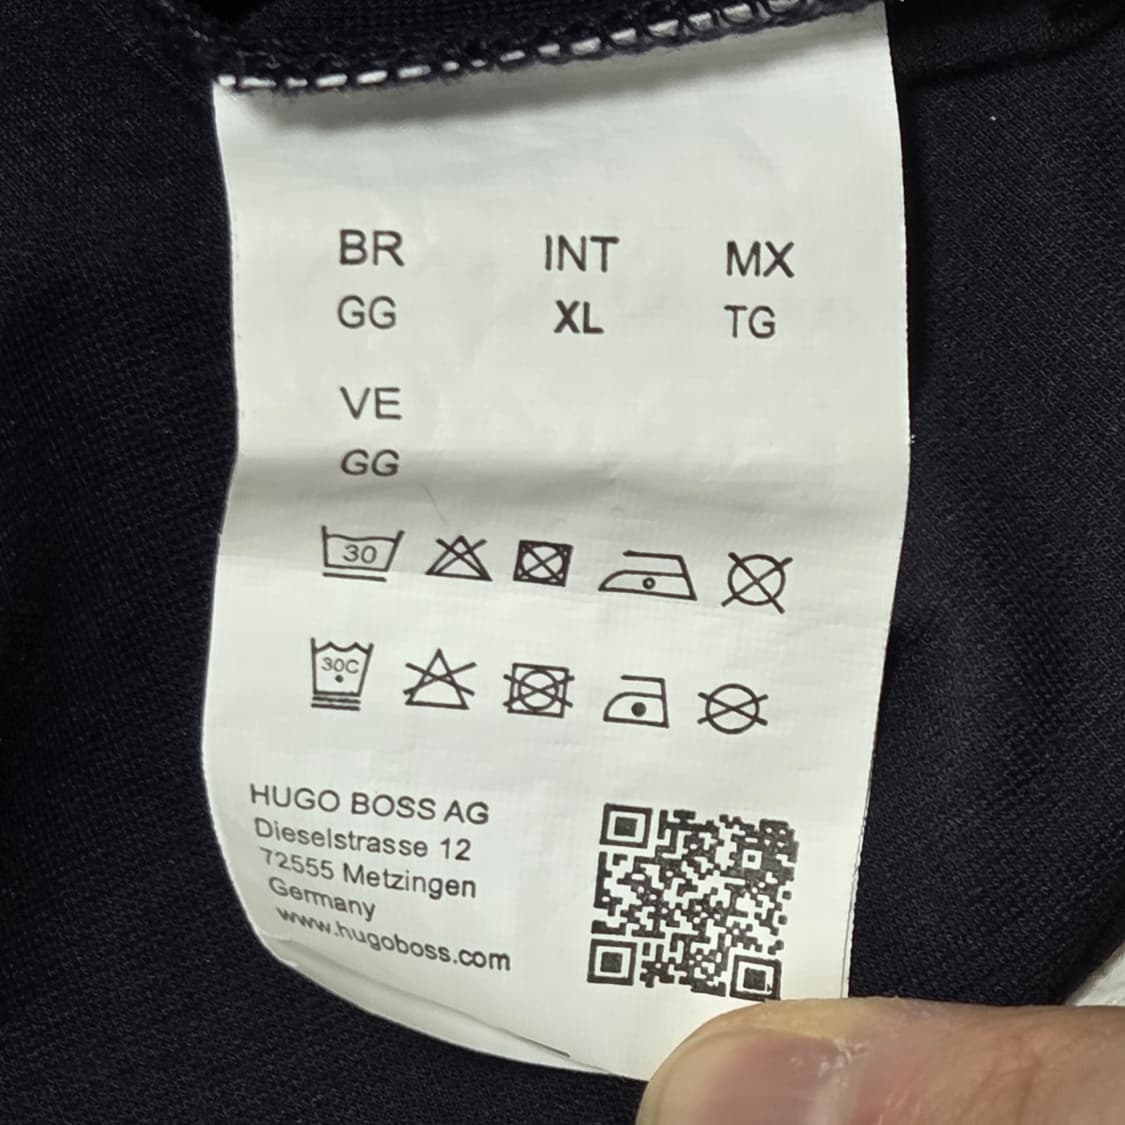 BR INT MX
GG XL TG
VE
GG
30
30C
HUGO BOSS AG
Dieselstrasse 12
72555 Metzingen
Germany
www.hugoboss.com